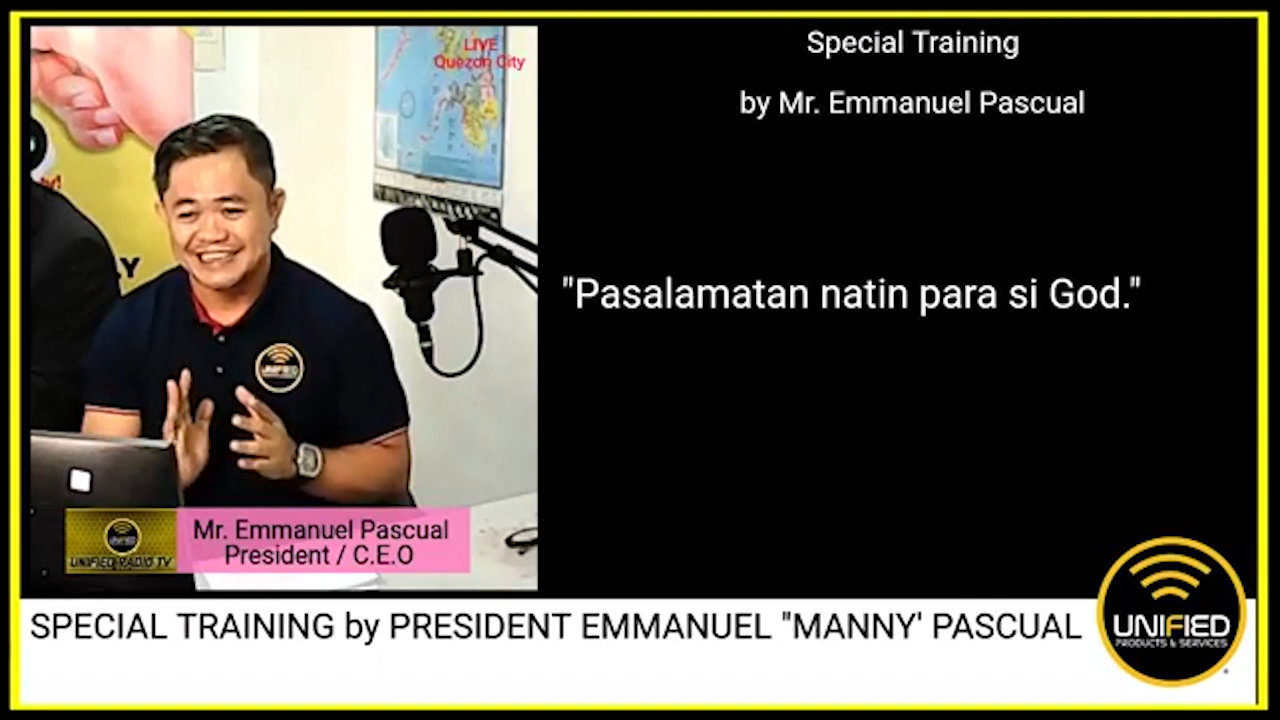 LIVE
Quezon City
Special Training
by Mr. Emmanuel Pascual
"Pasalamatan natin para si God."
UNIFIED
Mr. Emmanuel Pascual
President / C.E.O
UNIFIED RADIO TV
SPECIAL TRAINING by PRESIDENT EMMANUEL "MANNY' PASCUAL
UNIFIED
PRODUCTS & SERVICES